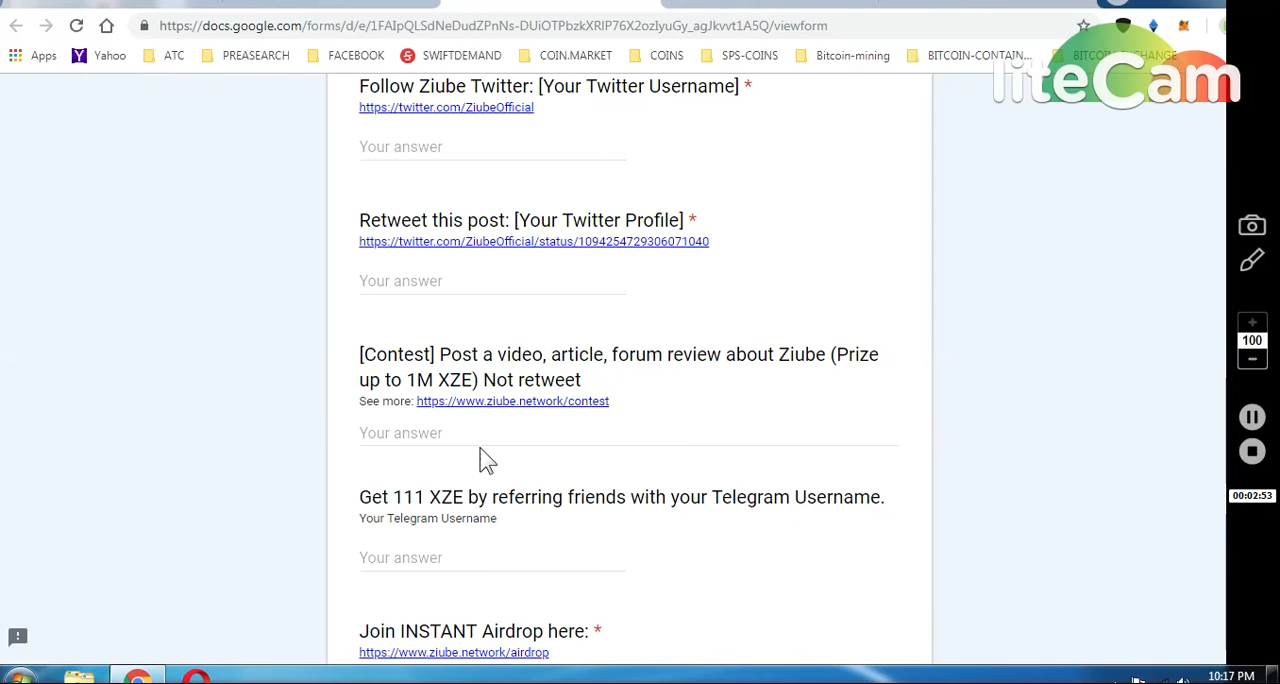 https://docs.google.com/forms/d/e/1FAIpQLSdNeDudZPnNs-DUiOTPbzkXRlP76X2ozIyuGy_agJkvvt1A5Q/viewform
Apps Yahoo ATC PREASEARCH FACEBOOK SWIFTDEMAND COIN.MARKET COINS SPS-COINS Bitcoin-mining BITCOIN-CONTAIN... BITCOIN-EXCHANGE
liteCam
Follow Ziube Twitter: [Your Twitter Username] *
https://twitter.com/ZiubeOfficial
Your answer
Retweet this post: [Your Twitter Profile] *
https://twitter.com/ZiubeOfficial/status/1094254729306071040
Your answer
[Contest] Post a video, article, forum review about Ziube (Prize
up to 1M XZE) Not retweet
See more: https://www.ziube.network/contest
Your answer
Get 111 XZE by referring friends with your Telegram Username.
Your Telegram Username
Your answer
Join INSTANT Airdrop here: *
https://www.ziube.network/airdrop
100
00:02:53
10:17 PM